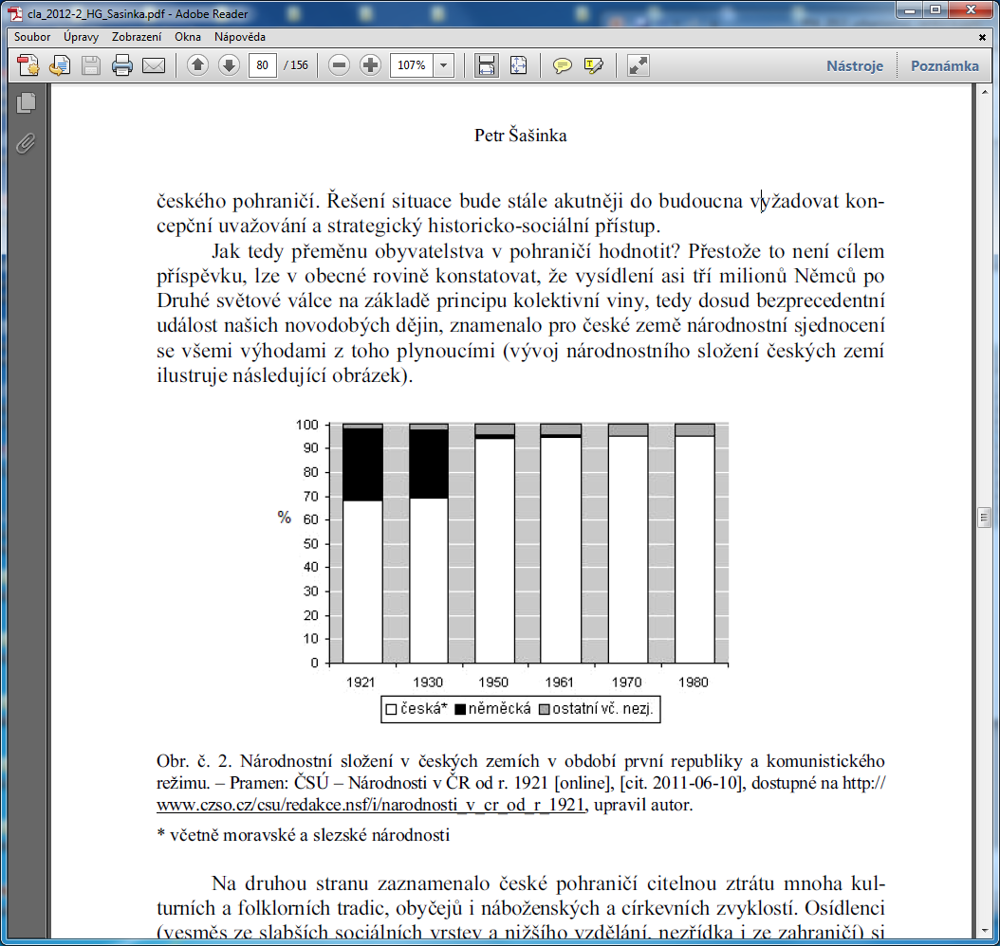 cla_2012-2_HG_Sasinka.pdf - Adobe Reader
Soubor Úpravy Zobrazení Okna Nápověda
80 / 156 107% Nástroje Poznámka
Petr Šašinka
českého pohraničí. Řešení situace bude stále akutněji do budoucna vyžadovat kon-
cepční uvažování a strategický historicko-sociální přístup.
Jak tedy přeměnu obyvatelstva v pohraničí hodnotit? Přestože to není cílem
příspěvku, lze v obecné rovině konstatovat, že vysídlení asi tří milionů Němců po
Druhé světové válce na základě principu kolektivní viny, tedy dosud bezprecedentní
událost našich novodobých dějin, znamenalo pro české země národnostní sjednocení
se všemi výhodami z toho plynoucími (vývoj národnostního složení českých zemí
ilustruje následující obrázek).
100
90
80
70
%
60
50
40
30
20
10
0
1921 1930 1950 1961 1970 1980
česká* německá ostatní vč. nezj.
Obr. č. 2. Národnostní složení v českých zemích v období první republiky a komunistického
režimu. – Pramen: ČSÚ – Národnosti v ČR od r. 1921 [online], [cit. 2011-06-10], dostupné na http://
www.czso.cz/csu/redakce.nsf/i/narodnosti_v_cr_od_r_1921, upravil autor.
* včetně moravské a slezské národnosti
Na druhou stranu zaznamenalo české pohraničí citelnou ztrátu mnoha kul-
turních a folklorních tradic, obyčejů i náboženských a církevních zvyklostí. Osídlenci
(vesměs ze slabších sociálních vrstev a nižšího vzdělání, nezřídka i ze zahraničí) si